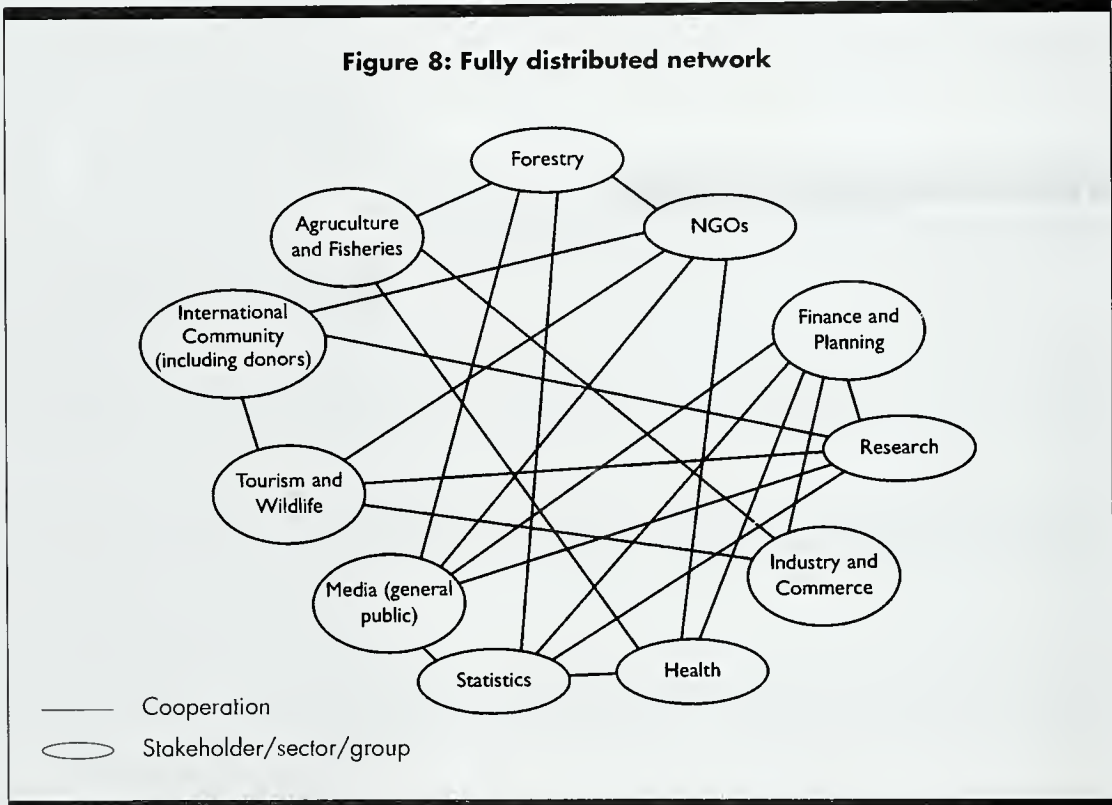 Figure 8: Fully distributed network
Forestry
NGOs
Agruculture
and Fisheries
International
Community
(including donors)
Finance and
Planning
Research
Tourism and
Wildlife
Industry and
Commerce
Media (general
public)
Health
Statistics
Cooperation
Stakeholder/sector/group